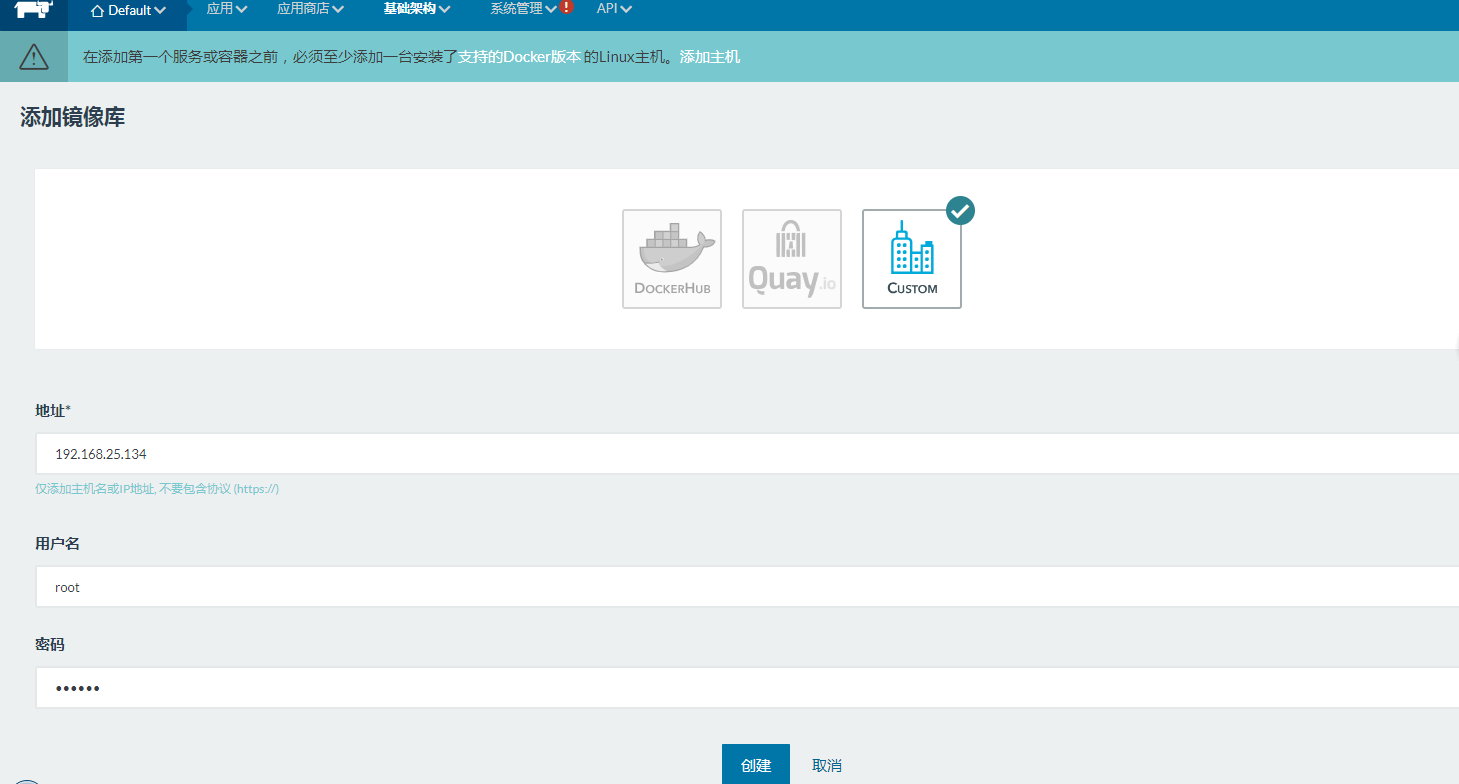 Default 应用 应用商店 基础架构 系统管理 ! API
在添加第一个服务或容器之前，必须至少添加一台安装了支持的Docker版本 的Linux主机。添加主机
添加镜像库
DOCKERHUB Quay.io CUSTOM
地址*
192.168.25.134
仅添加主机名或IP地址, 不要包含协议 (https://)
用户名
root
密码
••••••
创建 取消